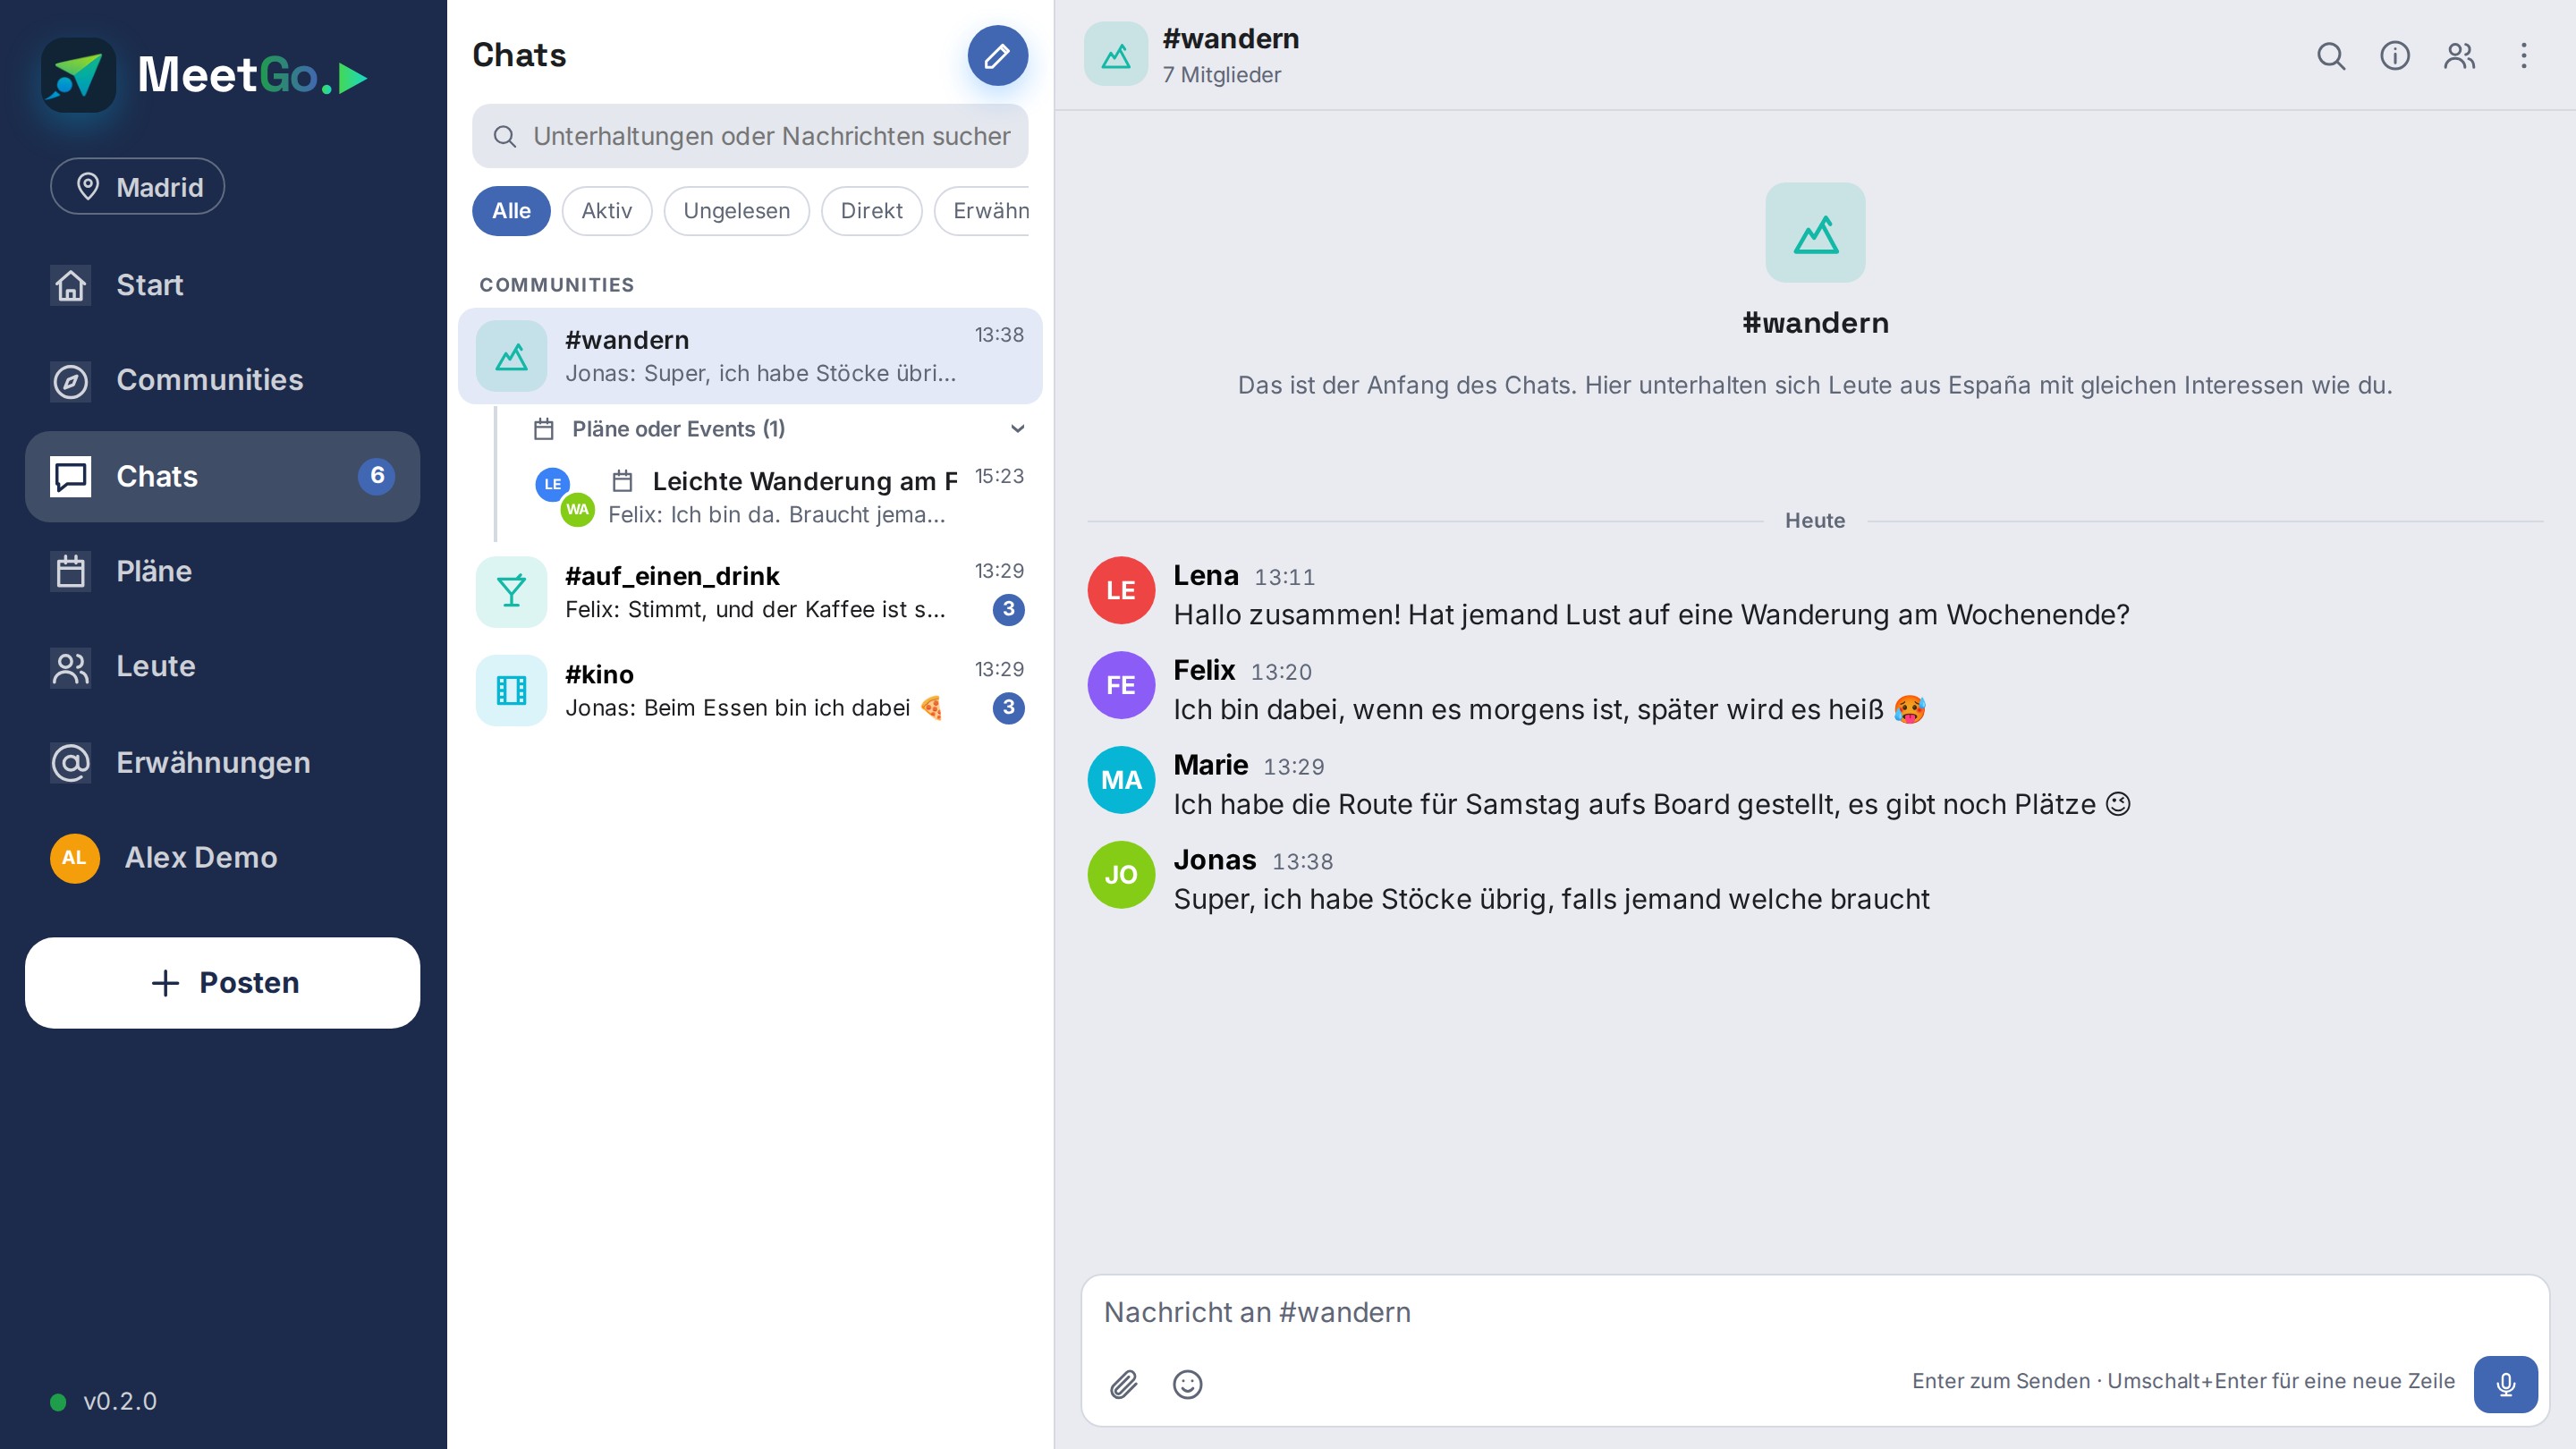 MeetGo.
Madrid
Start
Communities
Chats
6
Pläne
Leute
Erwähnungen
AL
Alex Demo
Posten
v0.2.0
Chats
Unterhaltungen oder Nachrichten sucher
Alle
Aktiv
Ungelesen
Direkt
Erwähn
COMMUNITIES
#wandern
13:38
Jonas: Super, ich habe Stöcke übri...
Pläne oder Events (1)
LE
WA
Leichte Wanderung am F
15:23
Felix: Ich bin da. Braucht jema...
#auf_einen_drink
13:29
Felix: Stimmt, und der Kaffee ist s...
3
#kino
13:29
Jonas: Beim Essen bin ich dabei 🍕
3
#wandern
7 Mitglieder
#wandern
Das ist der Anfang des Chats. Hier unterhalten sich Leute aus España mit gleichen Interessen wie du.
Heute
LE
Lena 13:11
Hallo zusammen! Hat jemand Lust auf eine Wanderung am Wochenende?
FE
Felix 13:20
Ich bin dabei, wenn es morgens ist, später wird es heiß 🥵
MA
Marie 13:29
Ich habe die Route für Samstag aufs Board gestellt, es gibt noch Plätze 😉
JO
Jonas 13:38
Super, ich habe Stöcke übrig, falls jemand welche braucht
Nachricht an #wandern
Enter zum Senden · Umschalt+Enter für eine neue Zeile